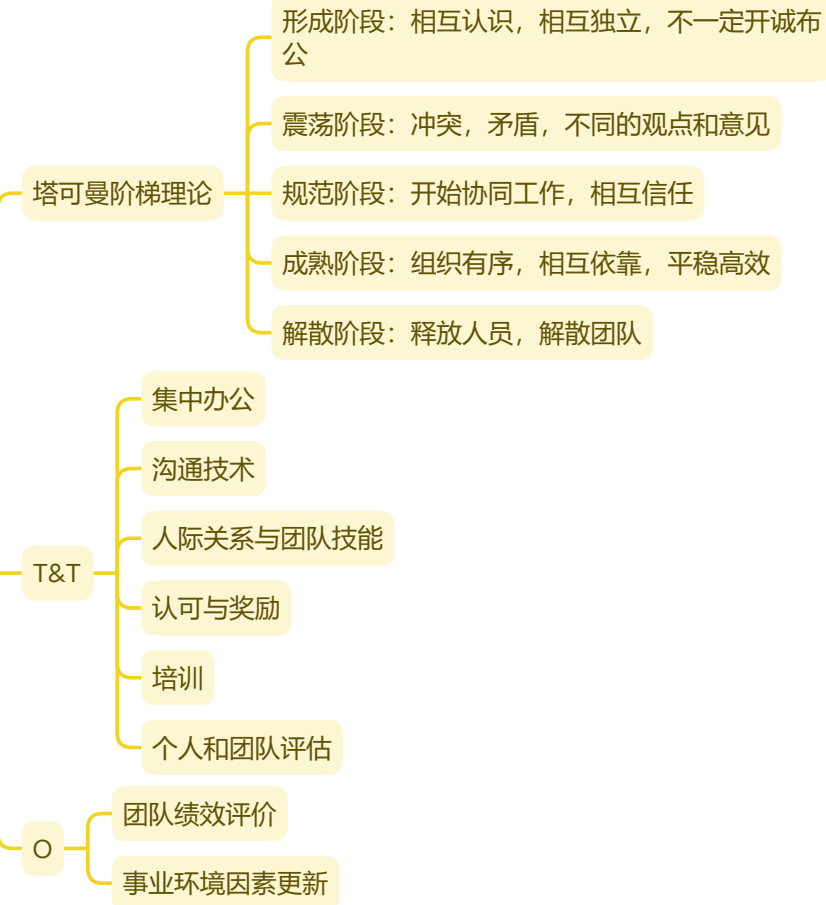 形成阶段：相互认识，相互独立，不一定开诚布
公
震荡阶段：冲突，矛盾，不同的观点和意见
塔可曼阶梯理论
规范阶段：开始协同工作，相互信任
成熟阶段：组织有序，相互依靠，平稳高效
解散阶段：释放人员，解散团队
集中办公
沟通技术
人际关系与团队技能
T&T
认可与奖励
培训
个人和团队评估
团队绩效评价
O
事业环境因素更新